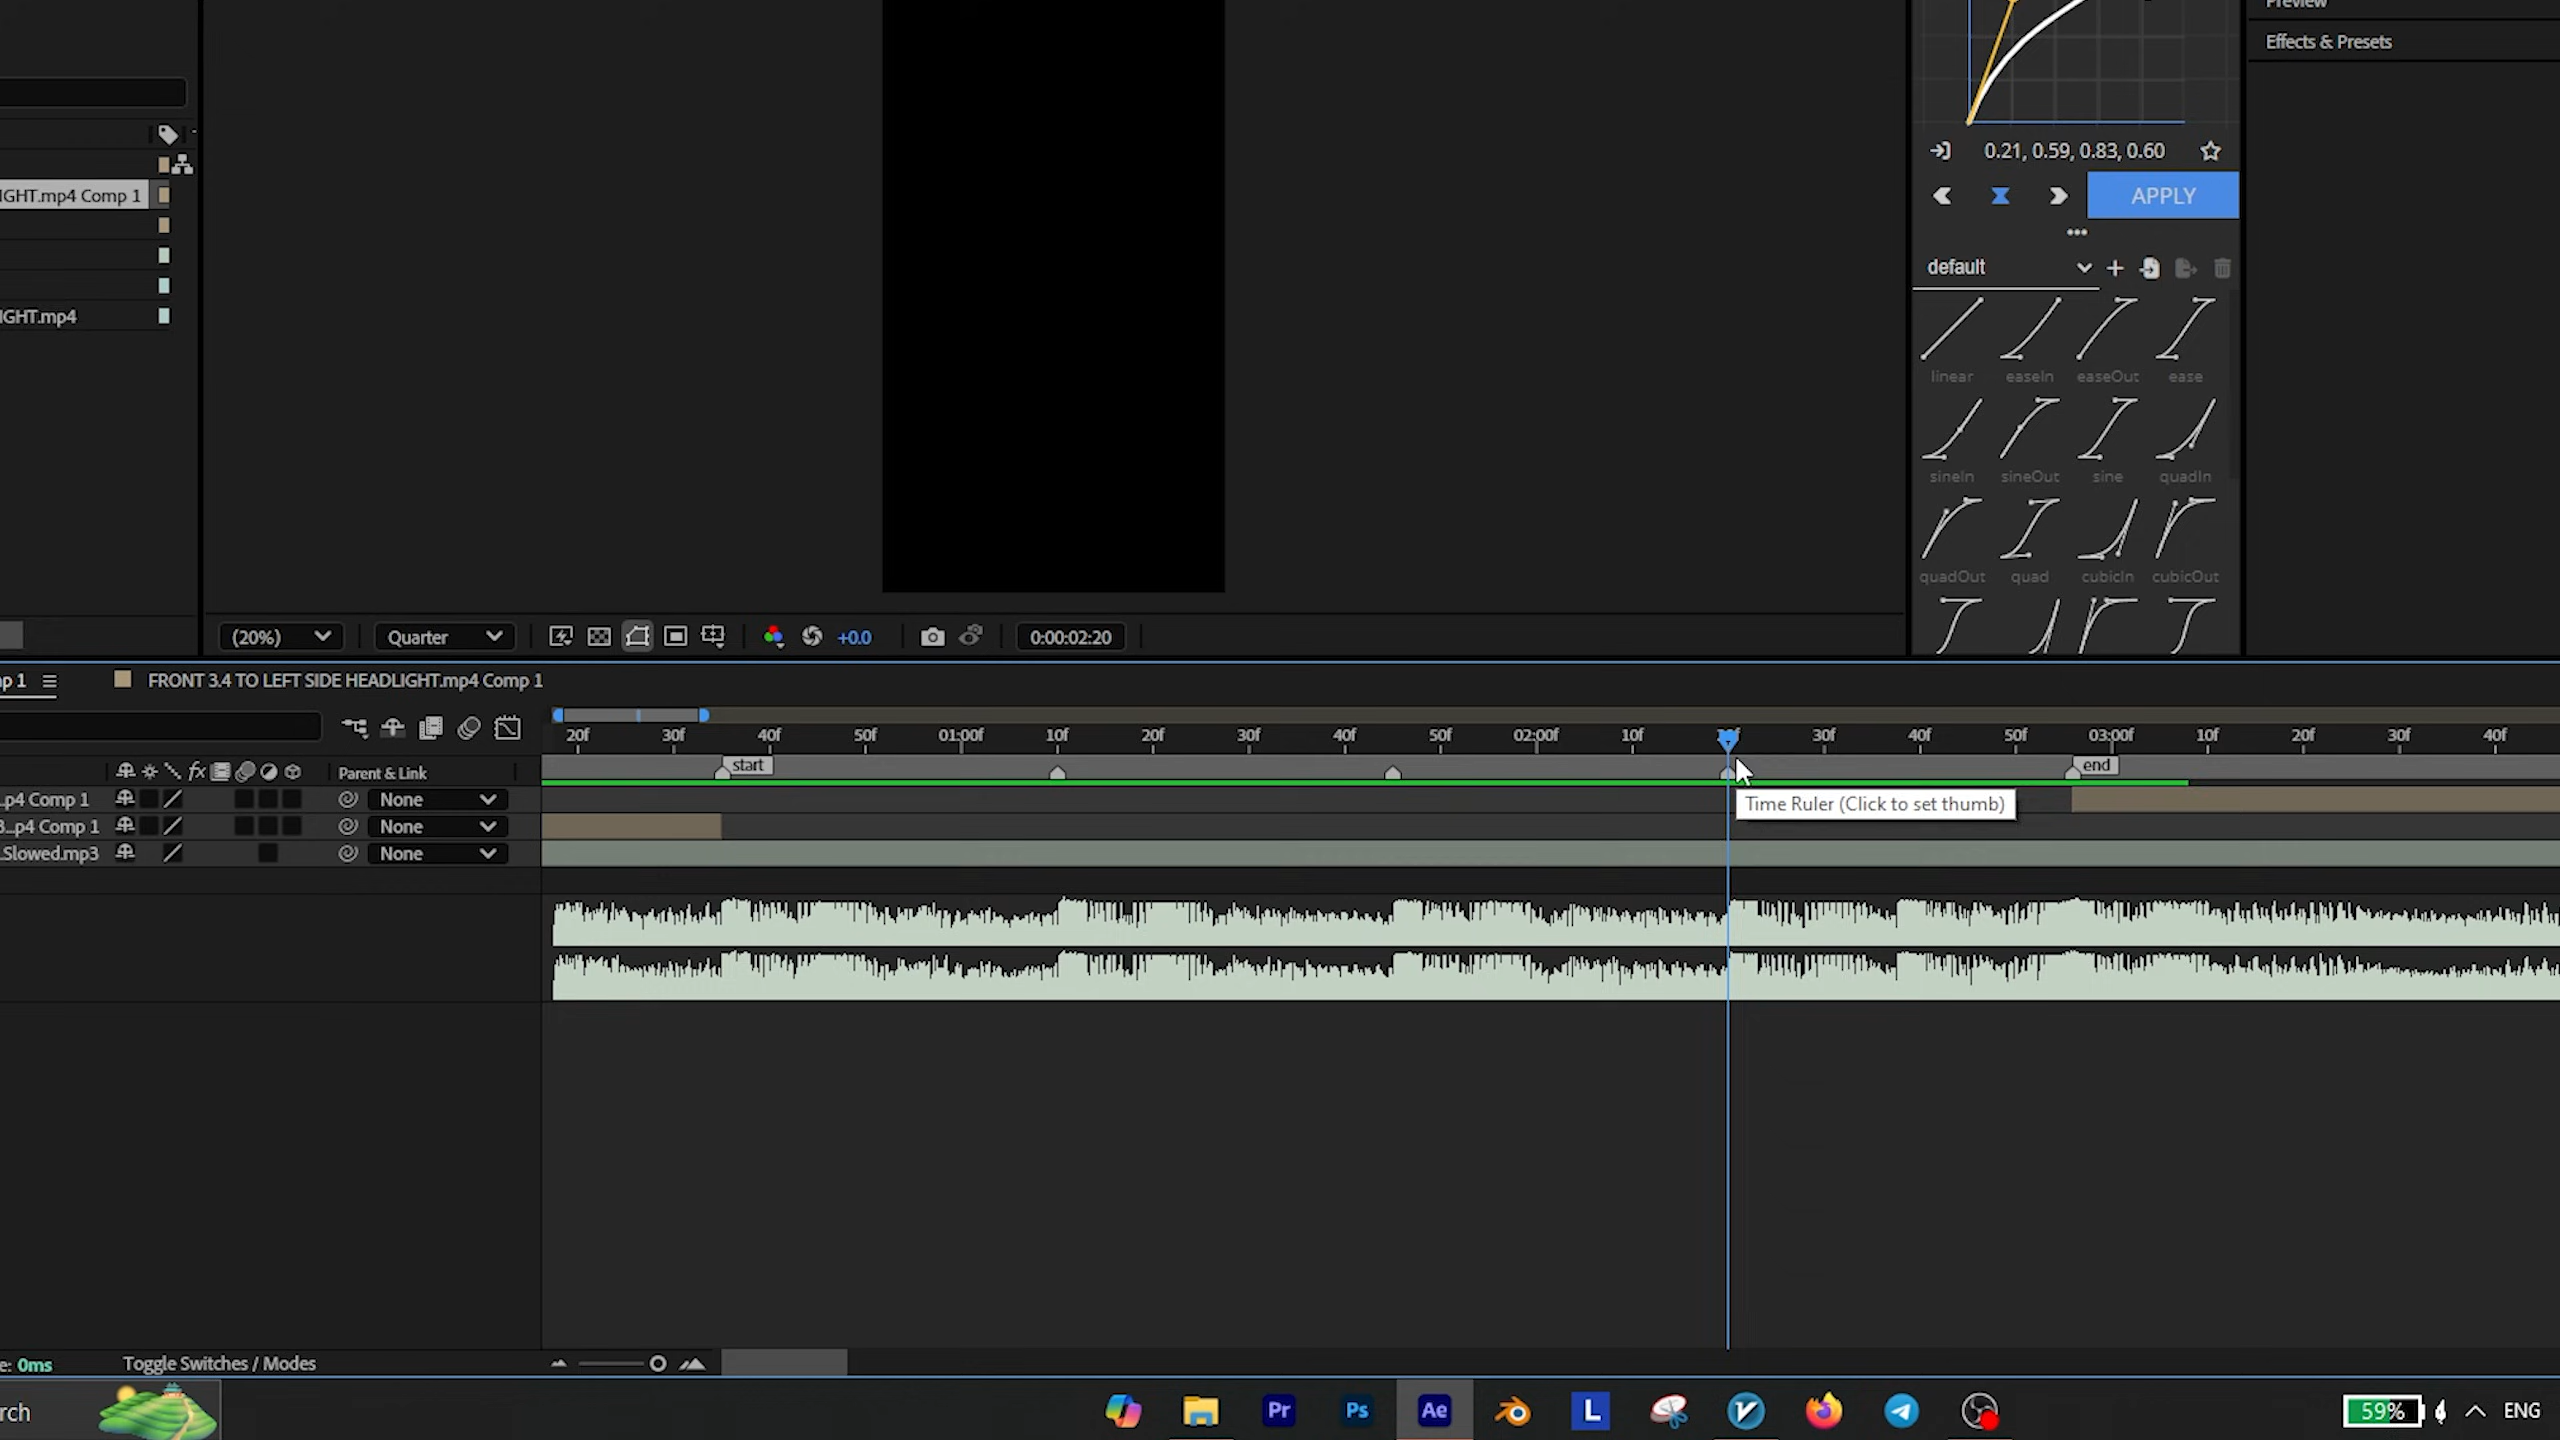 Preview
Effects & Presets
0.21, 0.59, 0.83, 0.60
IGHT.mp4 Comp 1
APPLY
default
IGHT.mp4
linear easeIn easeOut ease
sineIn sineOut sine quadIn
quadOut quad cubicIn cubicOut
(20%) Quarter +0.0 0:00:02:20
p 1 FRONT 3.4 TO LEFT SIDE HEADLIGHT.mp4 Comp 1
20f 30f 40f 50f 01:00f 10f 20f 30f 40f 50f 02:00f 10f 30f 40f 50f 03:00f 10f 20f 30f 40f
fx Parent & Link start end
..p4 Comp 1 None
Time Ruler (Click to set thumb)
3...p4 Comp 1 None
.Slowed.mp3 None
e: 0ms Toggle Switches / Modes
rch Pr Ps Ae L 59% ENG